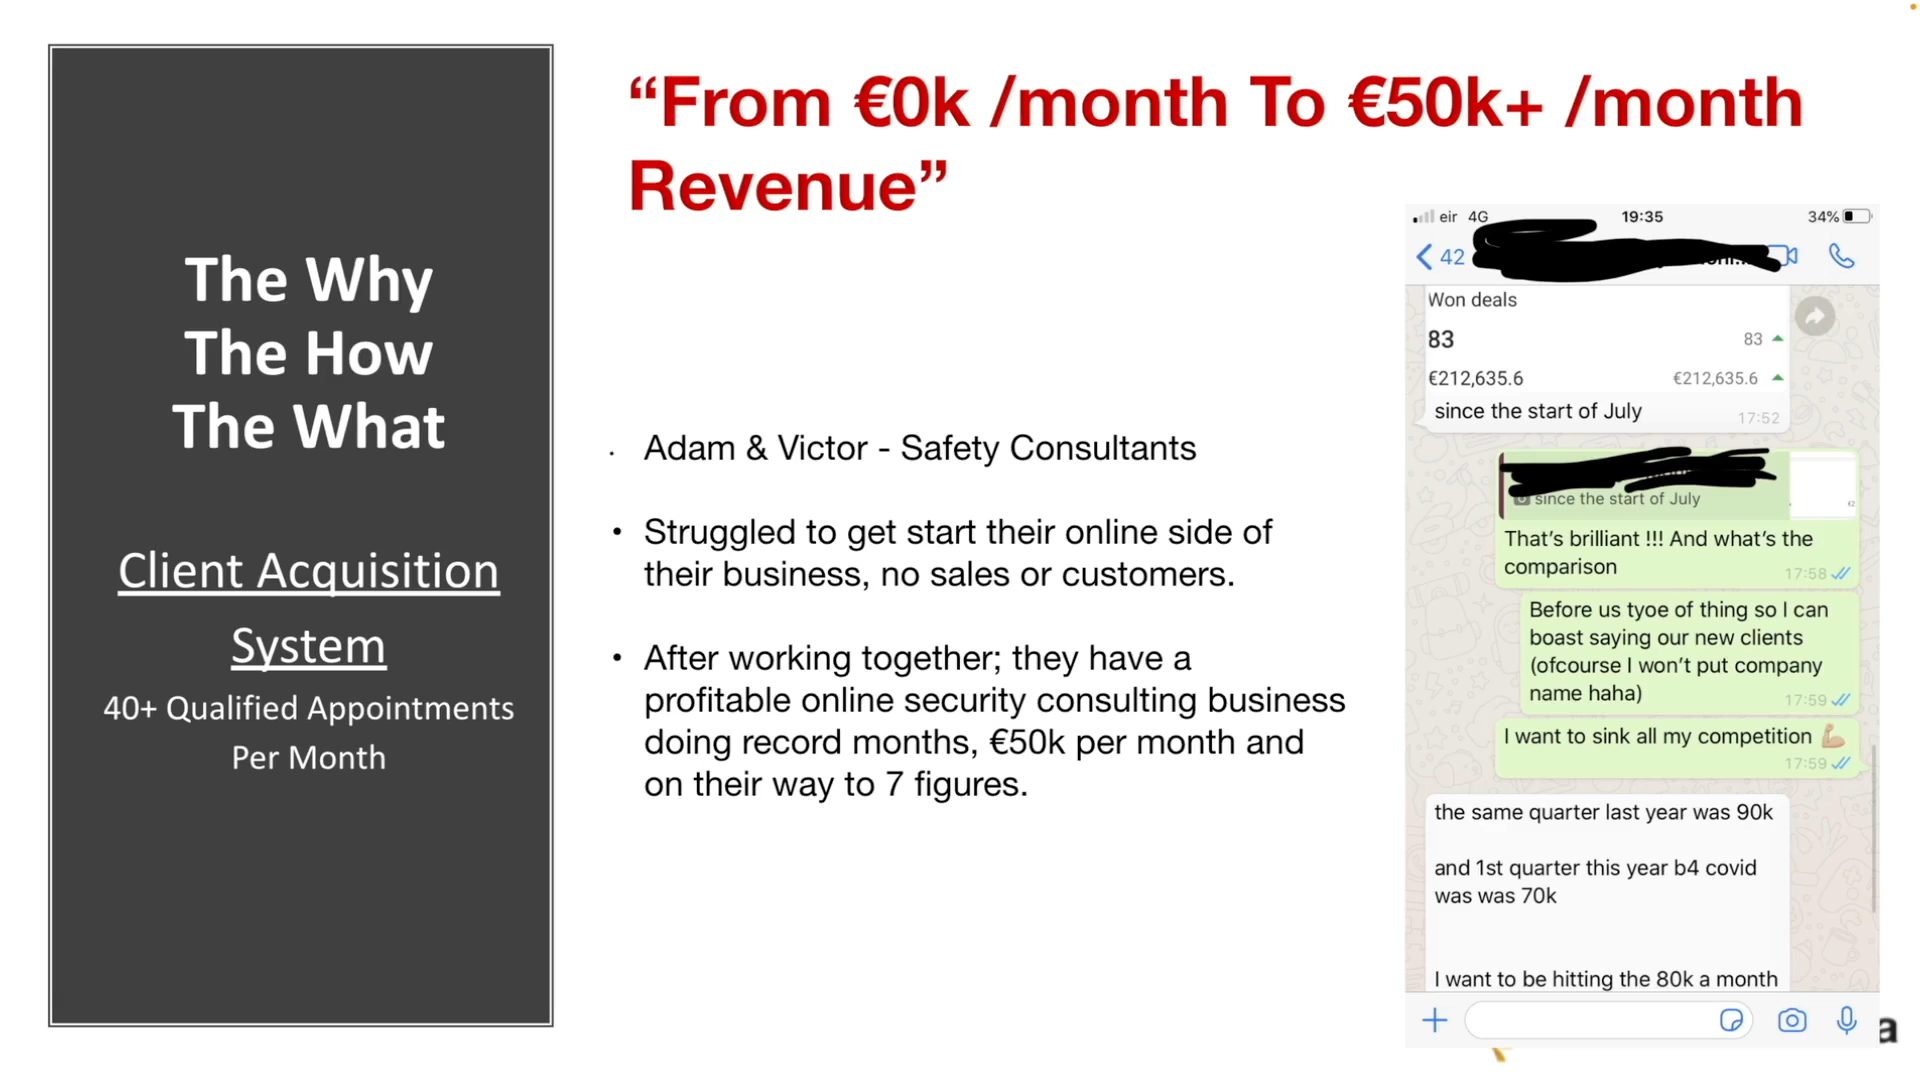 The Why
The How
The What
Client Acquisition
System
40+ Qualified Appointments
Per Month
“From €0k /month To €50k+ /month
Revenue”
• Adam & Victor - Safety Consultants
• Struggled to get start their online side of
their business, no sales or customers.
• After working together; they have a
profitable online security consulting business
doing record months, €50k per month and
on their way to 7 figures.
eir 4G 19:35 34%
42
Won deals
83 83
€212,635.6 €212,635.6
since the start of July 17:52
since the start of July
That’s brilliant !!! And what’s the
comparison 17:58
Before us tyoe of thing so I can
boast saying our new clients
(ofcourse I won’t put company
name haha) 17:59
I want to sink all my competition 💪🏼
17:59
the same quarter last year was 90k
and 1st quarter this year b4 covid
was was 70k
I want to be hitting the 80k a month
a